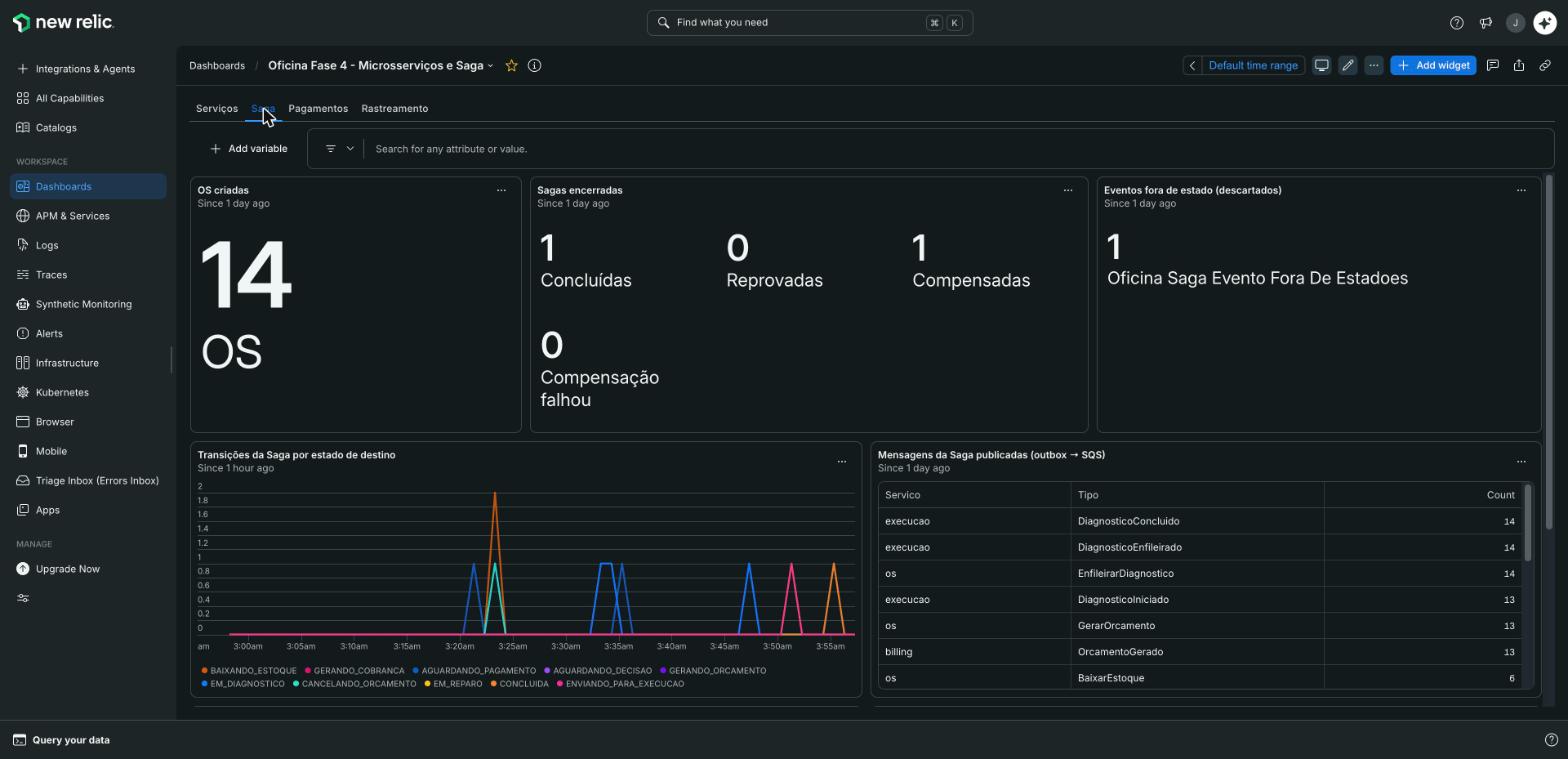 new relic.
Find what you need
⌘ K
J
Integrations & Agents
All Capabilities
Catalogs
WORKSPACE
Dashboards
APM & Services
Logs
Traces
Synthetic Monitoring
Alerts
Infrastructure
Kubernetes
Browser
Mobile
Triage Inbox (Errors Inbox)
Apps
MANAGE
Upgrade Now
Dashboards / Oficina Fase 4 - Microsserviços e Saga
Default time range
Add widget
Serviços Saga Pagamentos Rastreamento
Add variable
Search for any attribute or value.
OS criadas
Since 1 day ago
14
OS
Sagas encerradas
Since 1 day ago
1
Concluídas
0
Reprovadas
1
Compensadas
0
Compensação
falhou
Eventos fora de estado (descartados)
Since 1 day ago
1
Oficina Saga Evento Fora De Estadoes
Transições da Saga por estado de destino
Since 1 hour ago
2
1.8
1.6
1.4
1.2
1
0.8
0.6
0.4
0.2
0
am 3:00am 3:05am 3:10am 3:15am 3:20am 3:25am 3:30am 3:35am 3:40am 3:45am 3:50am 3:55am
BAIXANDO_ESTOQUE GERANDO_COBRANCA AGUARDANDO_PAGAMENTO AGUARDANDO_DECISAO GERANDO_ORCAMENTO
EM_DIAGNOSTICO CANCELANDO_ORCAMENTO EM_REPARO CONCLUIDA ENVIANDO_PARA_EXECUCAO
Mensagens da Saga publicadas (outbox → SQS)
Since 1 day ago
Servico Tipo Count
execucao DiagnosticoConcluido 14
execucao DiagnosticoEnfileirado 14
os EnfileirarDiagnostico 14
execucao DiagnosticoIniciado 13
os GerarOrcamento 13
billing OrcamentoGerado 13
os BaixarEstoque 6
Query your data